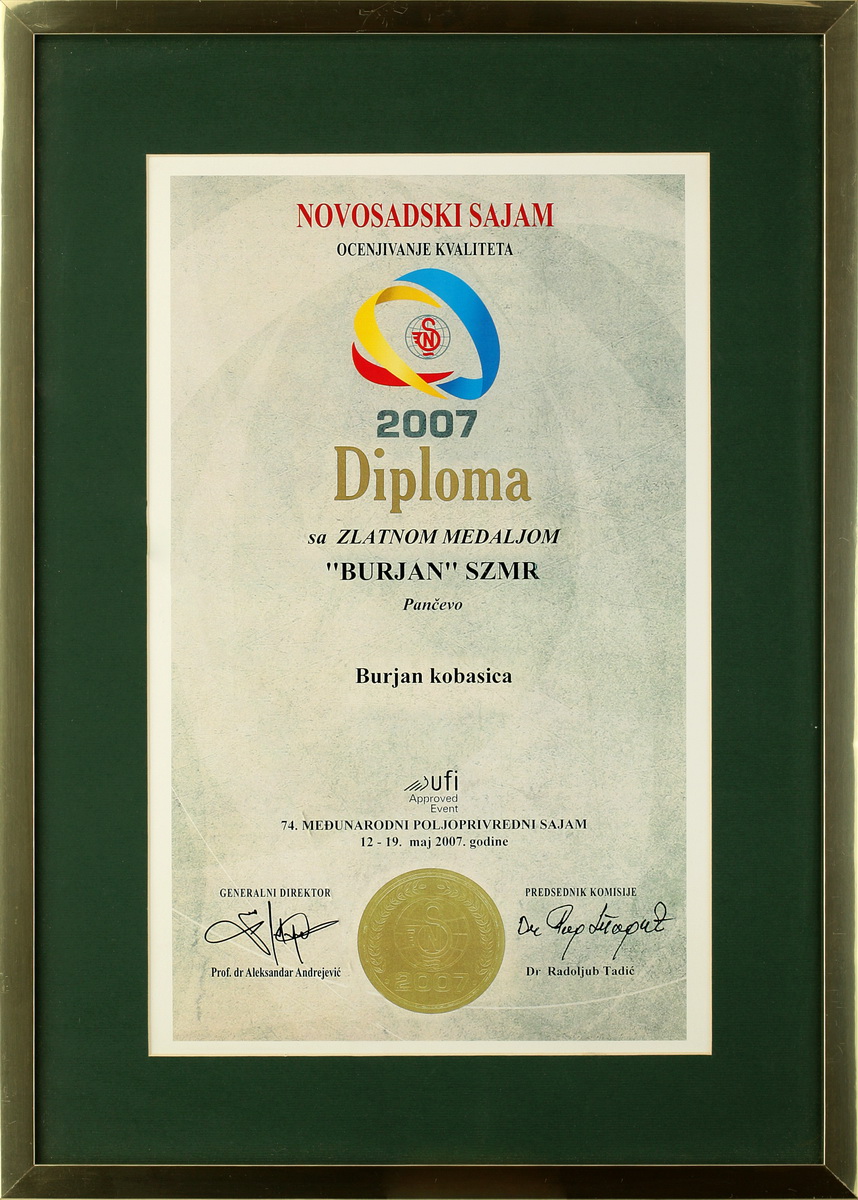 NOVOSADSKI SAJAM
OCENJIVANJE KVALITETA
SN
2007
Diploma
sa ZLATNOM MEDALJOM
"BURJAN" SZMR
Pančevo
Burjan kobasica
ufi
Approved
Event
74. MEĐUNARODNI POLJOPRIVREDNI SAJAM
12 - 19. maj 2007. godine
GENERALNI DIREKTOR
Prof. dr Aleksandar Andrejević
2007
PREDSEDNIK KOMISIJE
Dr Radoljub Tadić